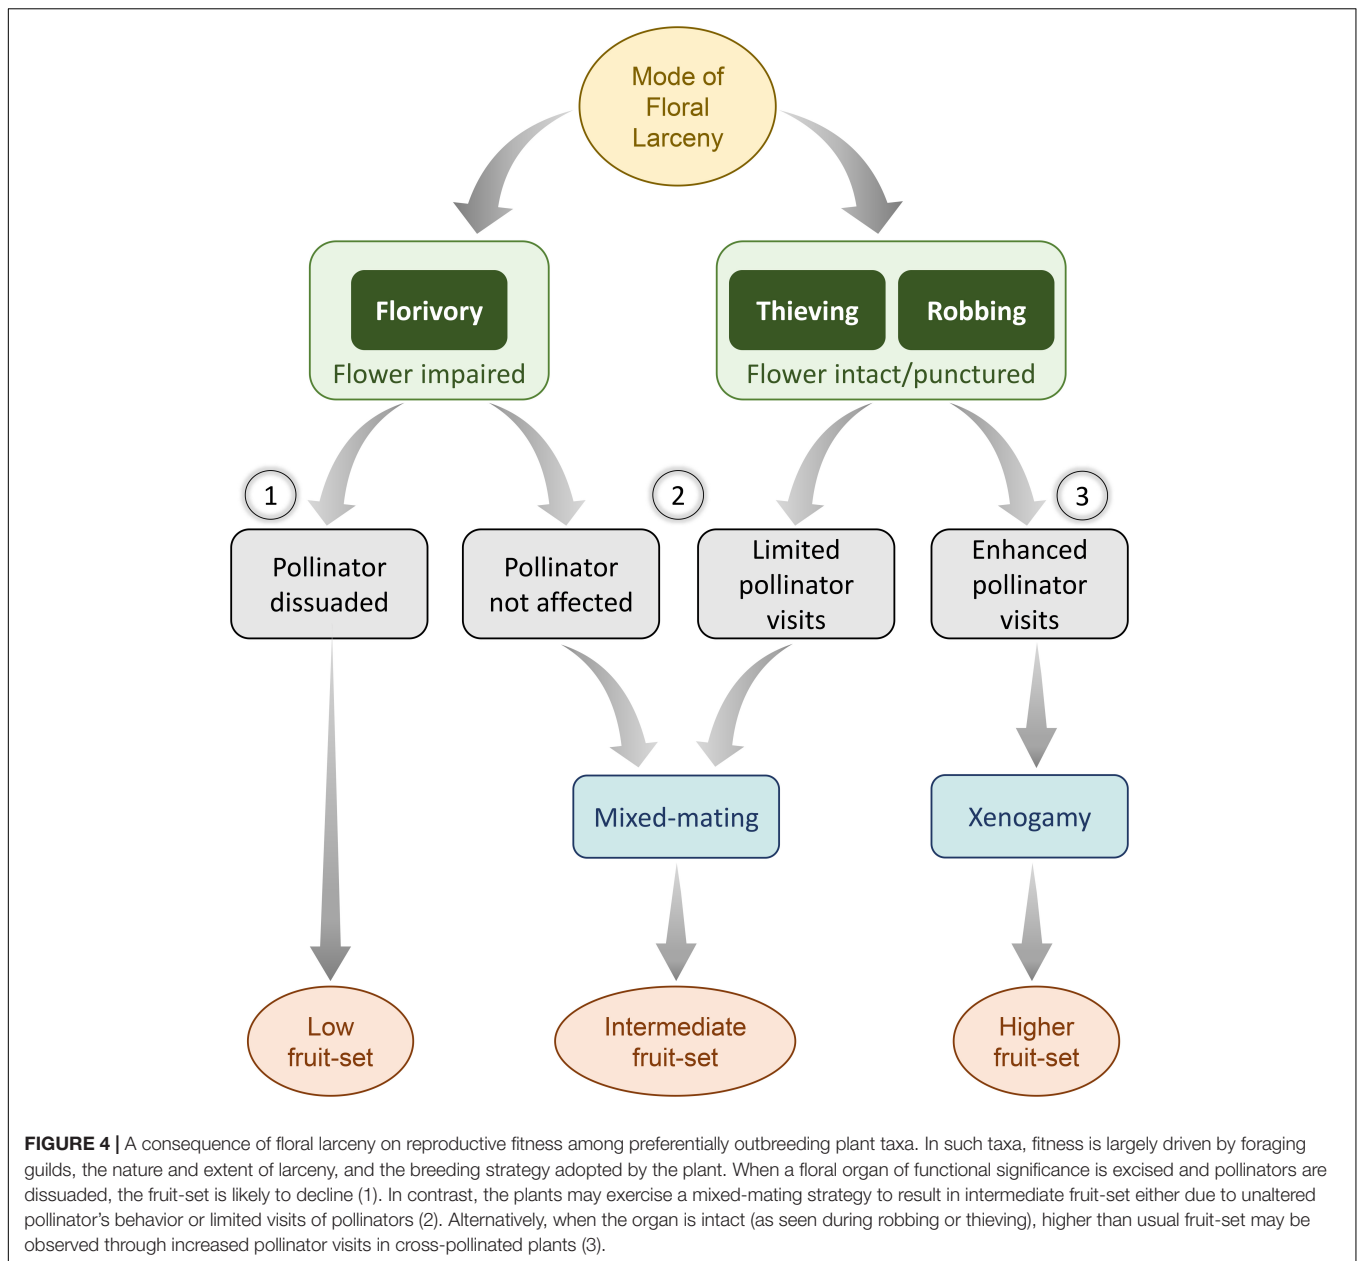 Mode of
Floral
Larceny
Florivory
Flower impaired
Thieving
Robbing
Flower intact/punctured
1
2
3
Pollinator
dissuaded
Pollinator
not affected
Limited
pollinator
visits
Enhanced
pollinator
visits
Mixed-mating
Xenogamy
Low
fruit-set
Intermediate
fruit-set
Higher
fruit-set
FIGURE 4 | A consequence of floral larceny on reproductive fitness among preferentially outbreeding plant taxa. In such taxa, fitness is largely driven by foraging
guilds, the nature and extent of larceny, and the breeding strategy adopted by the plant. When a floral organ of functional significance is excised and pollinators are
dissuaded, the fruit-set is likely to decline (1). In contrast, the plants may exercise a mixed-mating strategy to result in intermediate fruit-set either due to unaltered
pollinator's behavior or limited visits of pollinators (2). Alternatively, when the organ is intact (as seen during robbing or thieving), higher than usual fruit-set may be
observed through increased pollinator visits in cross-pollinated plants (3).